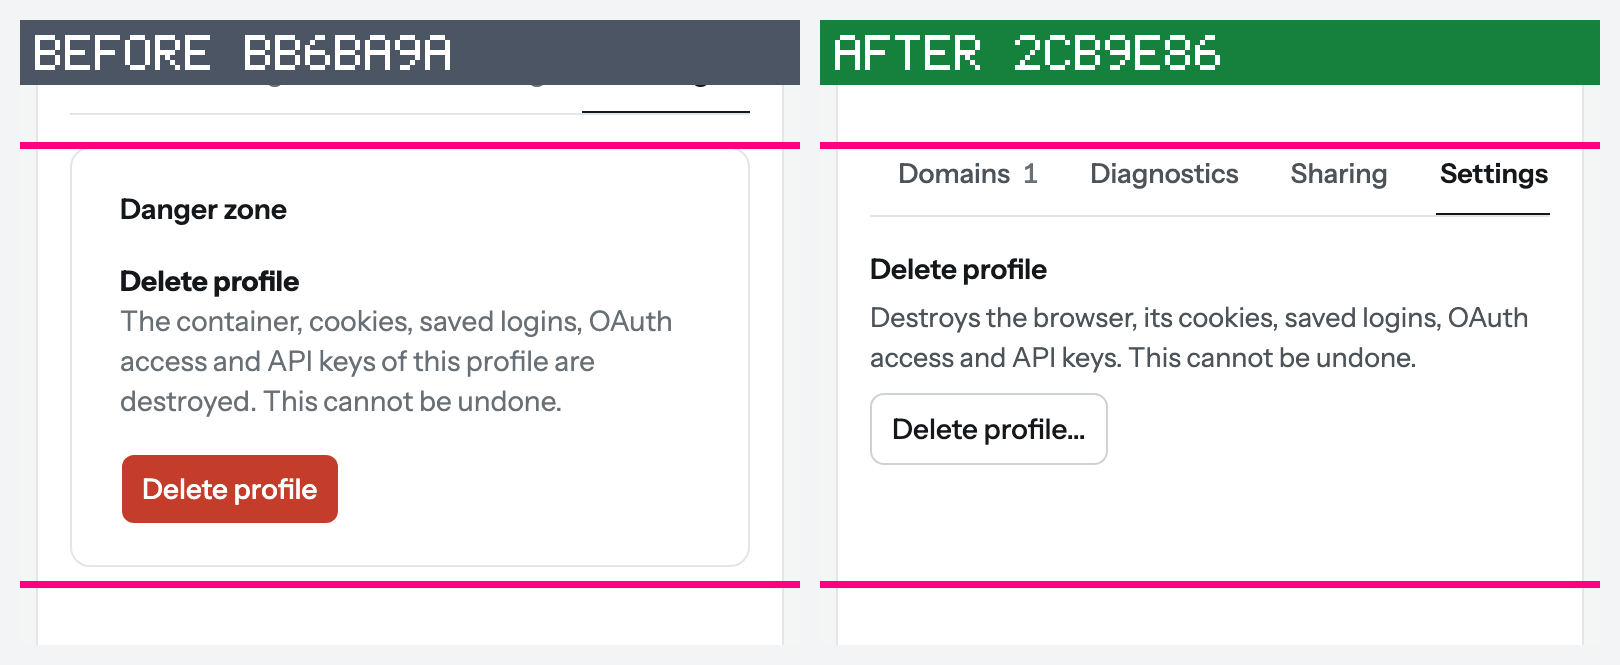 BEFORE BB6BA9A
Danger zone
Delete profile
The container, cookies, saved logins, OAuth
access and API keys of this profile are
destroyed. This cannot be undone.
Delete profile
AFTER 2CB9E86
Domains 1 Diagnostics Sharing Settings
Delete profile
Destroys the browser, its cookies, saved logins, OAuth
access and API keys. This cannot be undone.
Delete profile...